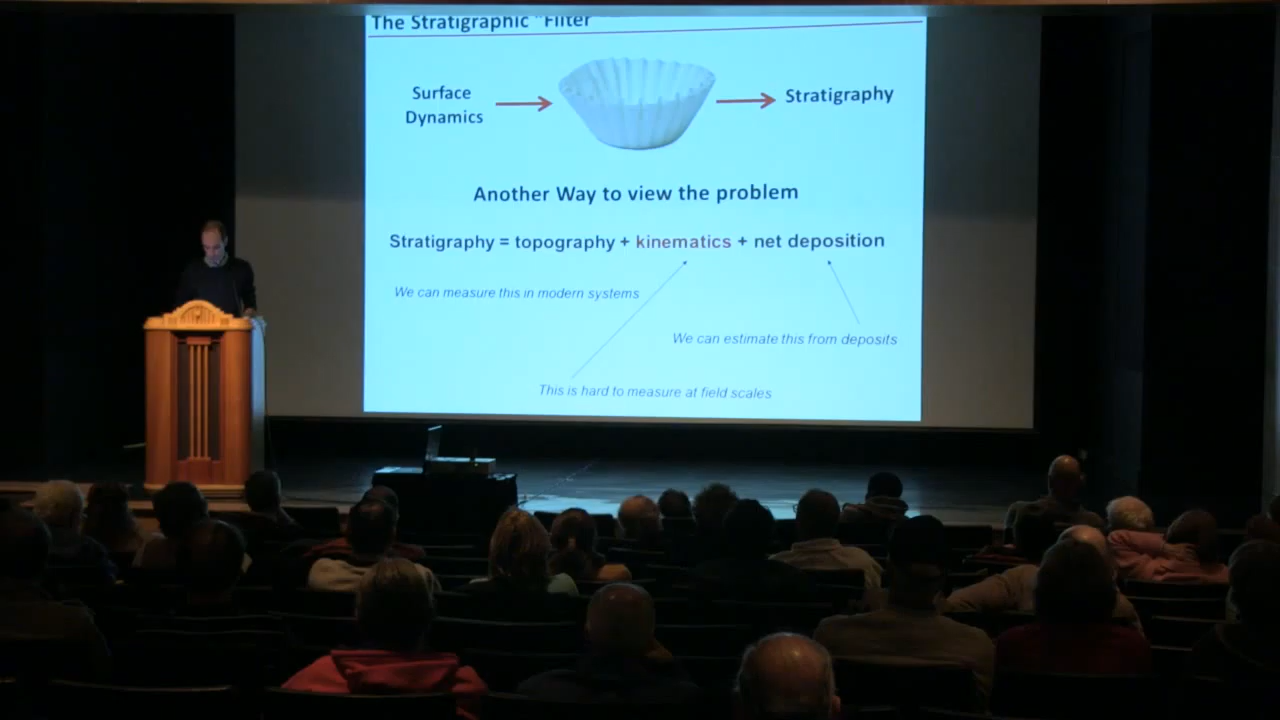 The Stratigraphic "Filter
Surface
Dynamics
Stratigraphy
Another Way to view the problem
Stratigraphy = topography + kinematics + net deposition
We can measure this in modern systems
We can estimate this from deposits
This is hard to measure at field scales